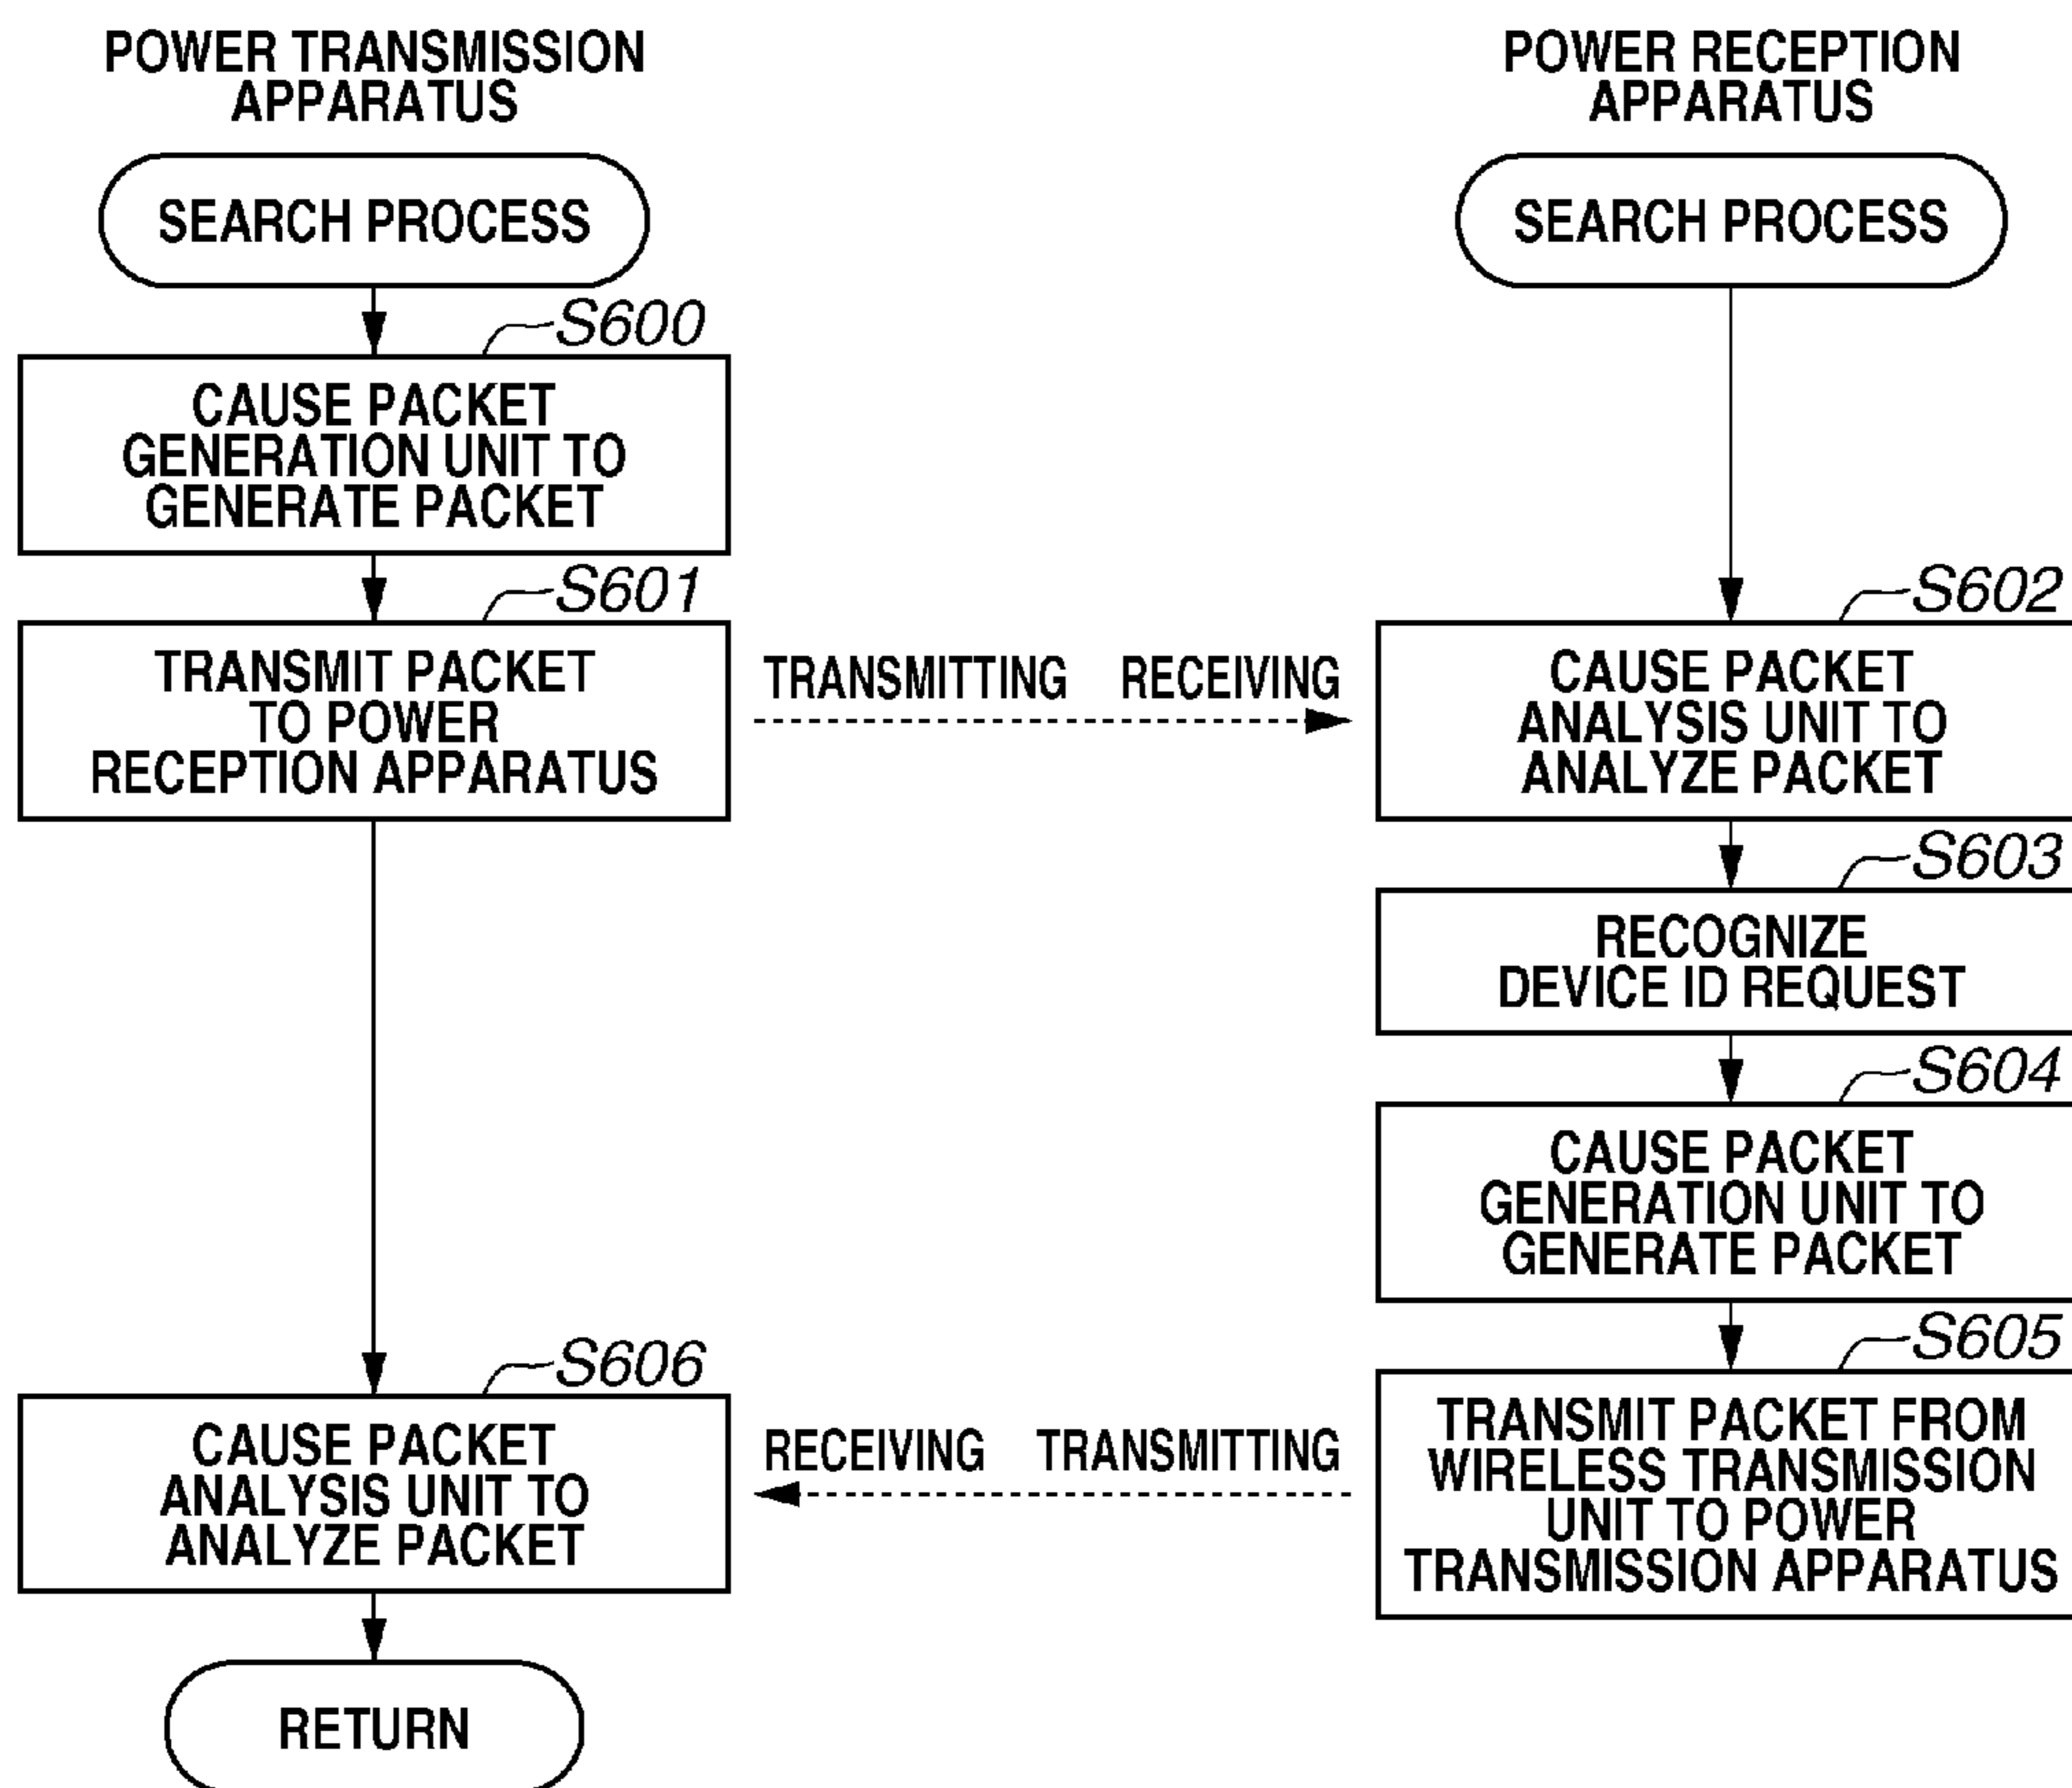 POWER TRANSMISSION
APPARATUS
SEARCH PROCESS
S600
CAUSE PACKET
GENERATION UNIT TO
GENERATE PACKET
S601
TRANSMIT PACKET
TO POWER
RECEPTION APPARATUS
TRANSMITTING RECEIVING
POWER RECEPTION
APPARATUS
SEARCH PROCESS
S602
CAUSE PACKET
ANALYSIS UNIT TO
ANALYZE PACKET
S603
RECOGNIZE
DEVICE ID REQUEST
S604
CAUSE PACKET
GENERATION UNIT TO
GENERATE PACKET
S605
TRANSMIT PACKET FROM
WIRELESS TRANSMISSION
UNIT TO POWER
TRANSMISSION APPARATUS
RECEIVING TRANSMITTING
S606
CAUSE PACKET
ANALYSIS UNIT TO
ANALYZE PACKET
RETURN